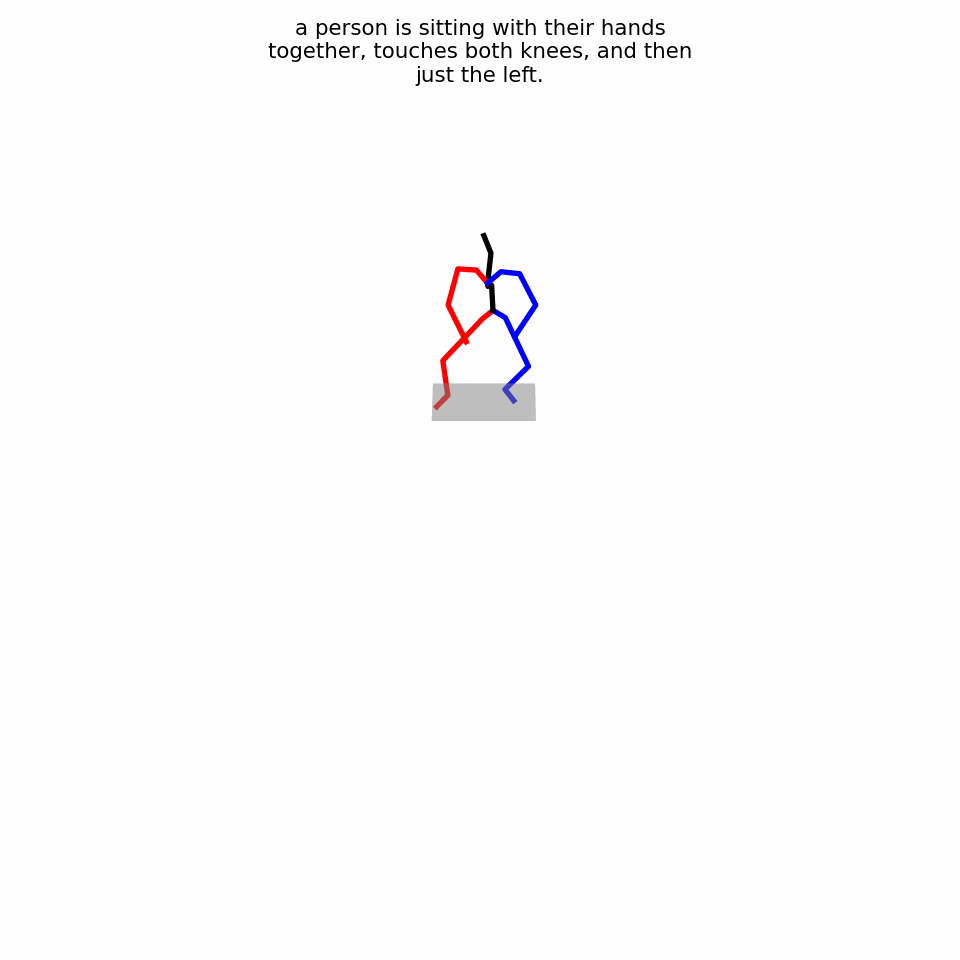 a person is sitting with their hands
together, touches both knees, and then
just the left.